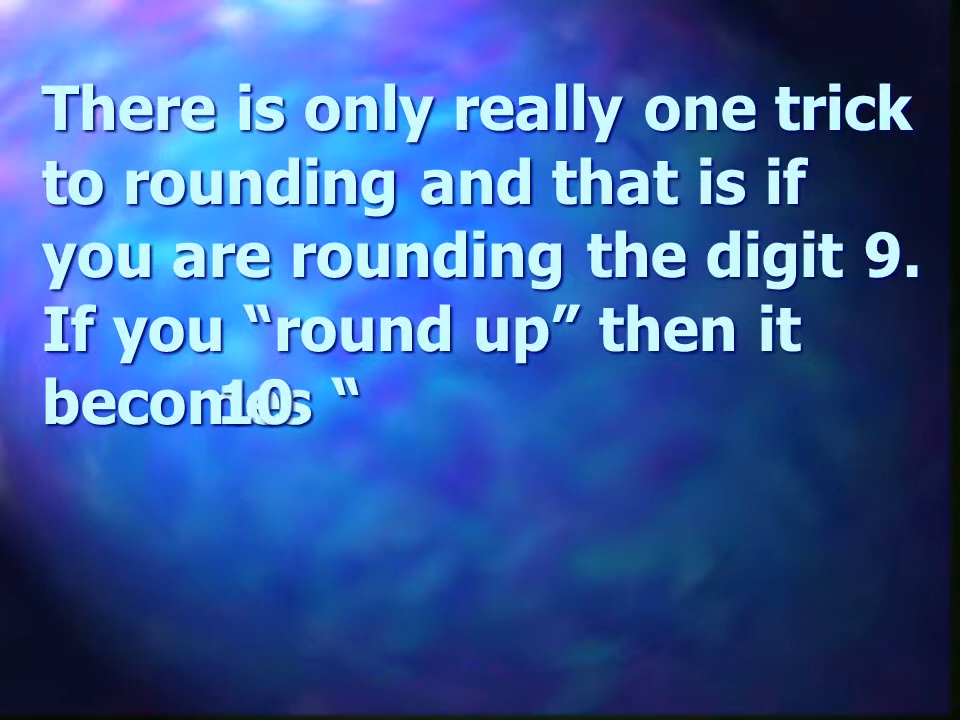 There is only really one trick
to rounding and that is if
you are rounding the digit 9.
If you “round up” then it
becomes “
10